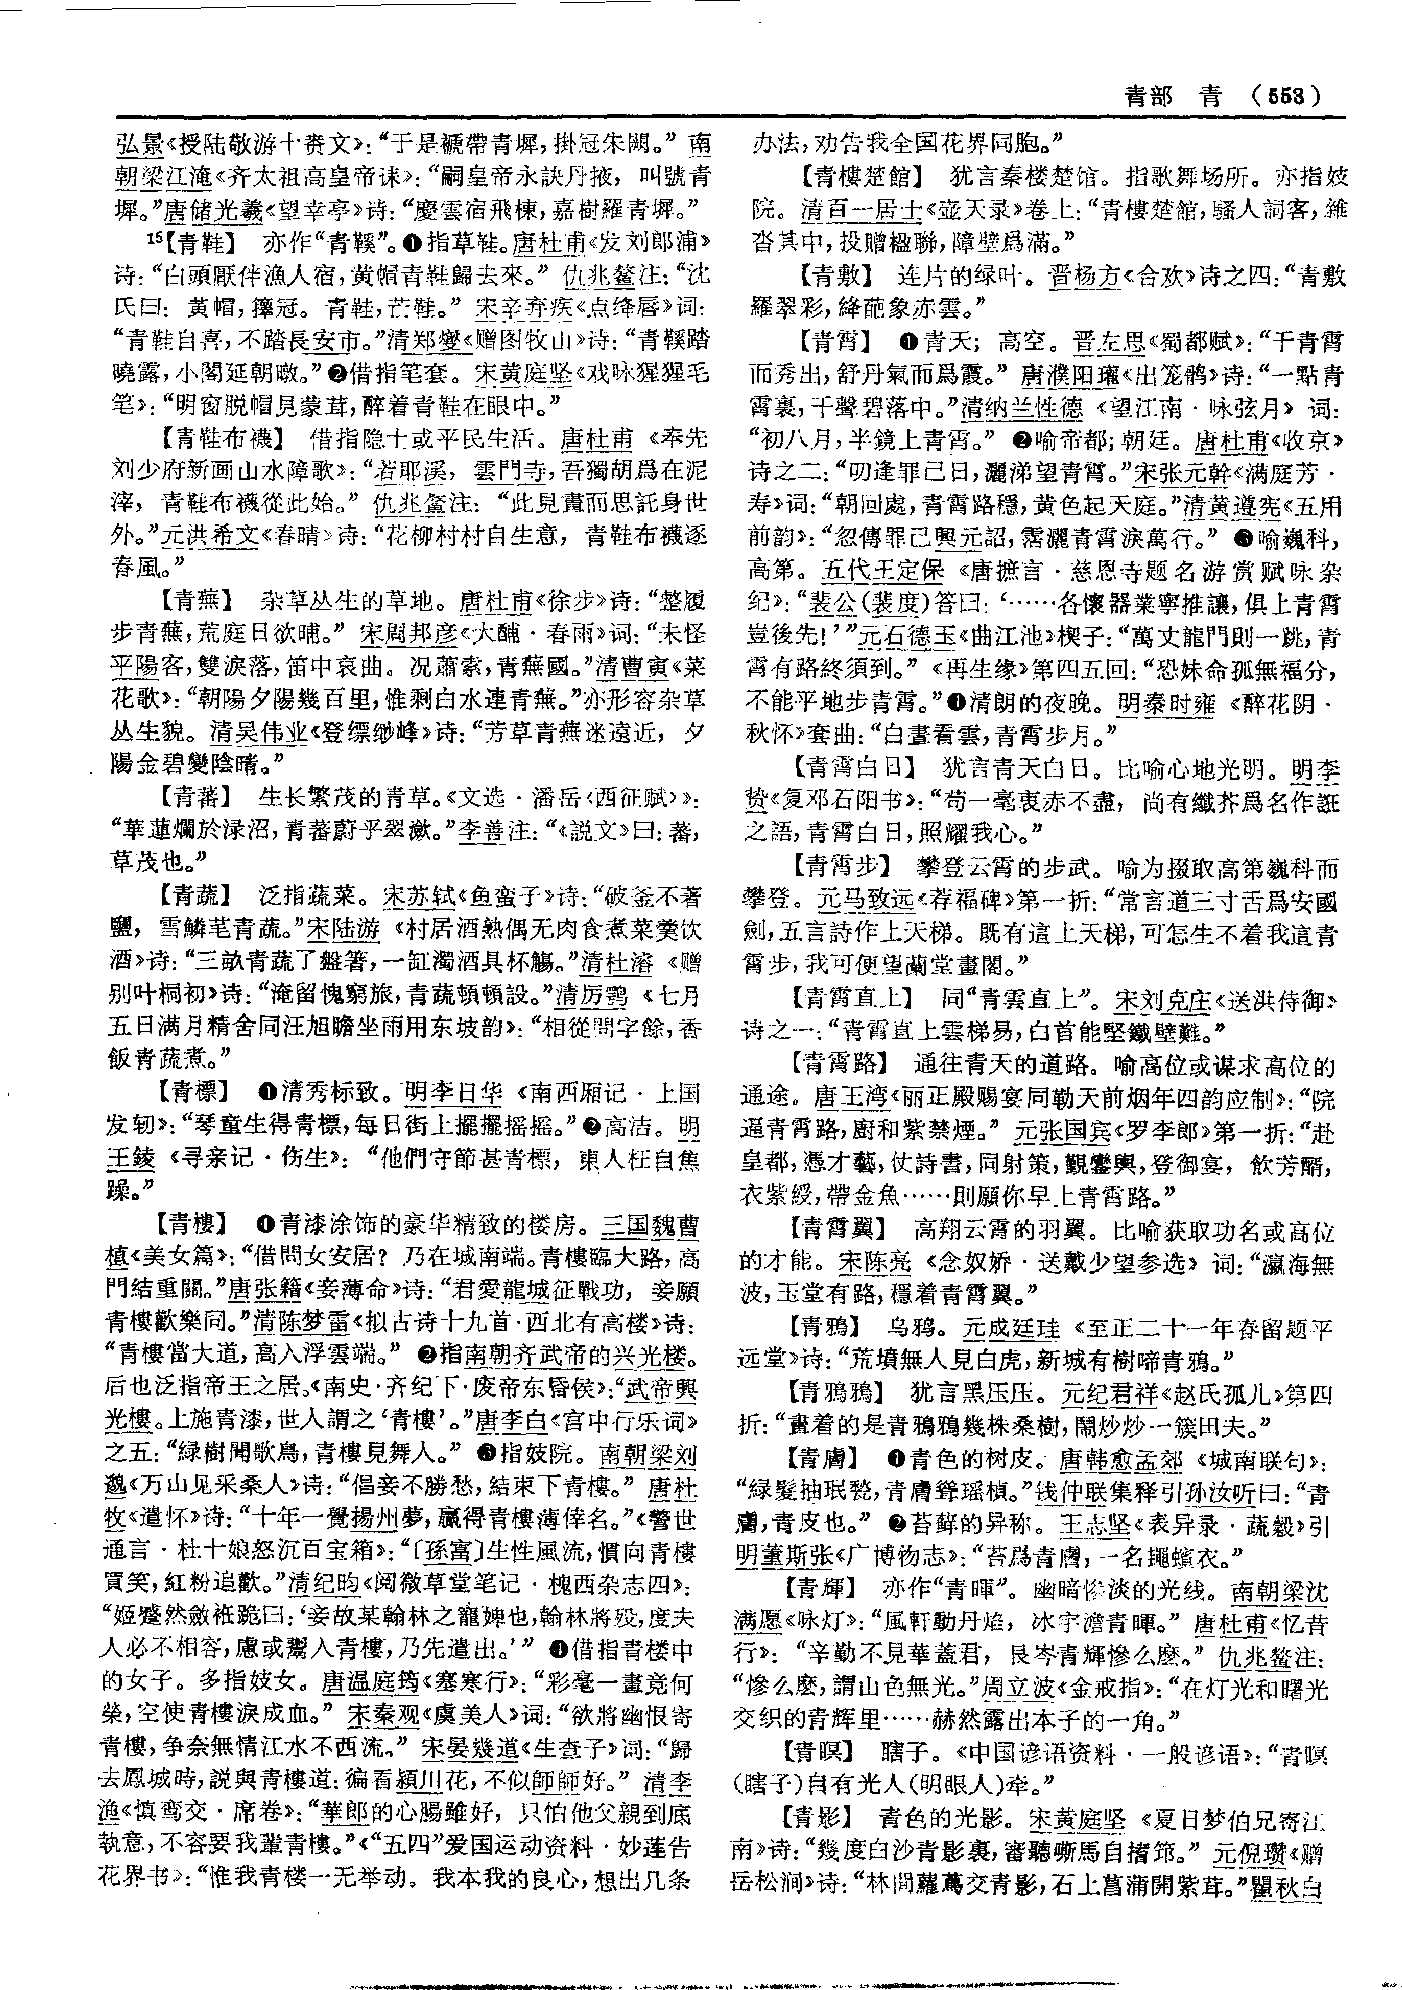 青部 青 （553）
弘景《授陆敬游十赉文》：“于是褫帶青墀，掛冠朱闕。” 南
朝梁江淹《齐太祖高皇帝诔》：“嗣皇帝永訣丹掖，叫號青
墀。”唐储光羲《望幸亭》诗：“慶雲宿飛棟，嘉樹羅青墀。”
15【青鞋】 亦作“青鞵”。❶指草鞋。唐杜甫《发刘郎浦》
诗：“白頭厭伴漁人宿，黄帽青鞋歸去來。” 仇兆鳌注：“沈
氏曰：黄帽，籜冠。青鞋，芒鞋。” 宋辛弃疾《点绛唇》词：
“青鞋自喜，不踏長安市。”清郑燮《赠图牧山》诗：“青鞵踏
曉露，小閣延朝暾。”❷借指笔套。宋黄庭坚《戏咏猩猩毛
笔》：“明窗脱帽見蒙茸，醉着青鞋在眼中。”
【青鞋布襪】 借指隐士或平民生活。唐杜甫《奉先
刘少府新画山水障歌》：“若耶溪，雲門寺，吾獨胡爲在泥
滓，青鞋布襪從此始。” 仇兆鳌注：“此見畫而思託身世
外。”元洪希文《春晴》诗：“花柳村村自生意，青鞋布襪逐
春風。”
【青蕪】 杂草丛生的草地。唐杜甫《徐步》诗：“整履
步青蕪，荒庭日欲晡。” 宋周邦彦《大酺·春雨》词：“未怪
平陽客，雙淚落，笛中哀曲。况蕭索，青蕪國。”清曹寅《菜
花歌》：“朝陽夕陽幾百里，惟剩白水連青蕪。”亦形容杂草
丛生貌。清吴伟业《登缥缈峰》诗：“芳草青蕪迷遠近，夕
陽金碧變陰晴。”
【青蕃】 生长繁茂的青草。《文选·潘岳〈西征赋〉》：
“華蓮爛於淥沼，青蕃蔚乎翠瀲。”李善注：“《説文》曰：蕃，
草茂也。”
【青蔬】 泛指蔬菜。宋苏轼《鱼蛮子》诗：“破釜不著
鹽，雪鱗芼青蔬。”宋陆游《村居酒熟偶无肉食煮菜羹饮
酒》诗：“三畝青蔬了盤箸，一缸濁酒具杯觴。”清杜濬《赠
别叶桐初》诗：“淹留愧窮旅，青蔬頓頓設。”清厉鹗《七月
五日满月精舍同汪旭瞻坐雨用东坡韵》：“相從問字餘，香
飯青蔬煮。”
【青標】 ❶清秀标致。明李日华《南西厢记·上国
发轫》：“琴童生得青標，每日街上擺擺摇摇。”❷高洁。明
王錂《寻亲记·伤生》：“他們守節甚青標，東人枉自焦
躁。”
【青樓】 ❶青漆涂饰的豪华精致的楼房。三国魏曹
植《美女篇》：“借問女安居？乃在城南端。青樓臨大路，高
門結重關。”唐张籍《妾薄命》诗：“君愛龍城征戰功，妾願
青樓歡樂同。”清陈梦雷《拟古诗十九首·西北有高楼》诗：
“青樓當大道，高入浮雲端。” ❷指南朝齐武帝的兴光楼。
后也泛指帝王之居。《南史·齐纪下·废帝东昏侯》：“武帝興
光樓。上施青漆，世人謂之‘青樓’。”唐李白《宫中行乐词》
之五：“緑樹聞歌鳥，青樓見舞人。” ❸指妓院。南朝梁刘
邈《万山见采桑人》诗：“倡妾不勝愁，結束下青樓。” 唐杜
牧《遣怀》诗：“十年一覺揚州夢，贏得青樓薄倖名。”《警世
通言·杜十娘怒沉百宝箱》：“〔孫富〕生性風流，慣向青樓
買笑，紅粉追歡。”清纪昀《阅微草堂笔记·槐西杂志四》：
“姬蹙然斂袵跪曰：‘妾故某翰林之寵婢也，翰林將殁，度夫
人必不相容，慮或鬻入青樓，乃先遣出。’” ❹借指青楼中
的女子。多指妓女。唐温庭筠《塞寒行》：“彩毫一畫竟何
榮，空使青樓淚成血。” 宋秦观《虞美人》词：“欲將幽恨寄
青樓，争奈無情江水不西流。” 宋晏幾道《生查子》词：“歸
去鳳城時，説與青樓道：徧看潁川花，不似師師好。” 清李
渔《慎鸾交·席卷》：“華郎的心腸雖好，只怕他父親到底
執意，不容要我輩青樓。”《“五四”爱国运动资料·妙莲告
花界书》：“惟我青楼一无举动。我本我的良心，想出几条
办法，劝告我全国花界同胞。”
【青樓楚館】 犹言秦楼楚馆。指歌舞场所。亦指妓
院。清百一居士《壶天录》卷上：“青樓楚館，騷人詞客，雜
沓其中，投贈楹聯，障壁爲滿。”
【青敷】 连片的绿叶。晋杨方《合欢》诗之四：“青敷
羅翠彩，絳葩象赤雲。”
【青霄】 ❶青天；高空。晋左思《蜀都赋》：“干青霄
而秀出，舒丹氣而爲霞。” 唐濮阳瓘《出笼鹘》诗：“一點青
霄裏，千聲碧落中。”清纳兰性德《望江南·咏弦月》词：
“初八月，半鏡上青霄。” ❷喻帝都；朝廷。唐杜甫《收京》
诗之二：“叨逢罪己日，灑涕望青霄。”宋张元幹《满庭芳·
寿》词：“朝回處，青霄路穩，黄色起天庭。”清黄遵宪《五用
前韵》：“忽傳罪己興元詔，霑灑青霄淚萬行。” ❸喻巍科，
高第。五代王定保《唐摭言·慈恩寺题名游赏赋咏杂
纪》：“裴公（裴度）答曰：‘……各懷器業寧推讓，俱上青霄
豈後先！’”元石德玉《曲江池》楔子：“萬丈龍門則一跳，青
霄有路終須到。”《再生缘》第四五回：“恐妹命孤無福分，
不能平地步青霄。”❹清朗的夜晚。明秦时雍《醉花阴·
秋怀》套曲：“白晝看雲，青霄步月。”
【青霄白日】 犹言青天白日。比喻心地光明。明李
贽《复邓石阳书》：“苟一毫衷赤不盡，尚有纖芥爲名作誑
之語，青霄白日，照耀我心。”
【青霄步】 攀登云霄的步武。喻为掇取高第巍科而
攀登。元马致远《荐福碑》第一折：“常言道三寸舌爲安國
劍，五言詩作上天梯。既有這上天梯，可怎生不着我這青
霄步，我可便望蘭堂畫閣。”
【青霄直上】 同“青雲直上”。宋刘克庄《送洪侍御》
诗之一：“青霄直上雲梯易，白首能堅鐵壁難。”
【青霄路】 通往青天的道路。喻高位或谋求高位的
通途。唐王湾《丽正殿赐宴同勒天前烟年四韵应制》：“院
逼青霄路，廚和紫禁煙。” 元张国宾《罗李郎》第一折：“赴
皇都，憑才藝，仗詩書，同射策，覲鑾輿，登御宴，飲芳醑，
衣紫綬，帶金魚……則願你早上青霄路。”
【青霄翼】 高翔云霄的羽翼。比喻获取功名或高位
的才能。宋陈亮《念奴娇·送戴少望参选》词：“瀛海無
波，玉堂有路，穩着青霄翼。”
【青鴉】 乌鸦。元成廷珪《至正二十一年春留题平
远堂》诗：“荒墳無人見白虎，新城有樹啼青鴉。”
【青鴉鴉】 犹言黑压压。元纪君祥《赵氏孤儿》第四
折：“畫着的是青鴉鴉幾株桑樹，鬧炒炒一簇田夫。”
【青膚】 ❶青色的树皮。唐韩愈孟郊《城南联句》：
“緑髮抽珉甃，青膚聳瑶楨。”钱仲联集释引孙汝听曰：“青
膚，青皮也。” ❷苔藓的异称。王志坚《表异录·蔬穀》引
明董斯张《广博物志》：“苔爲青膚，一名揶蠙衣。”
【青輝】 亦作“青暉”。幽暗惨淡的光线。南朝梁沈
满愿《咏灯》：“風軒動丹焰，冰宇澹青暉。” 唐杜甫《忆昔
行》：“辛勤不見華蓋君，艮岑青輝慘么麽。” 仇兆鳌注：
“慘么麽，謂山色無光。”周立波《金戒指》：“在灯光和曙光
交织的青辉里……赫然露出本子的一角。”
【青暝】 瞎子。《中国谚语资料·一般谚语》：“青暝
（瞎子）自有光人（明眼人）牵。”
【青影】 青色的光影。宋黄庭坚《夏日梦伯兄寄江
南》诗：“幾度白沙青影裏，審聽嘶馬自搘筇。” 元倪瓒《赠
岳松涧》诗：“林間蘿蔦交青影，石上菖蒲開紫茸。”瞿秋白